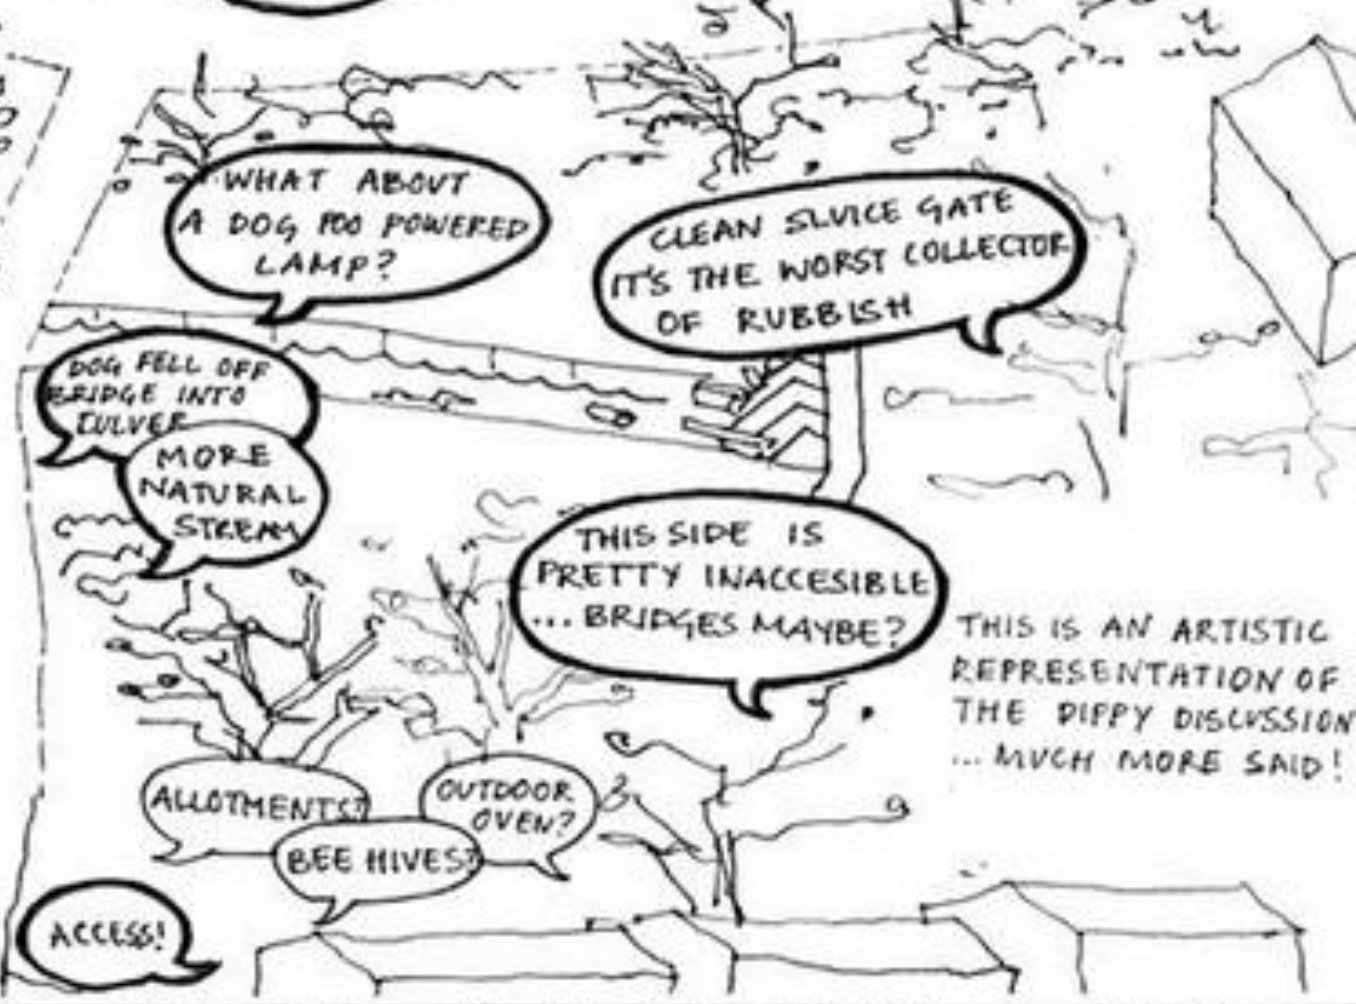 WHAT ABOUT
A DOG POO POWERED
LAMP?
CLEAN SLUICE GATE
IT'S THE WORST COLLECTOR
OF RUBBISH
DOG FELL OFF
BRIDGE INTO
CULVER
MORE
NATURAL
STREAM
THIS SIDE IS
PRETTY INACCESIBLE
... BRIDGES MAYBE?
THIS IS AN ARTISTIC
REPRESENTATION OF
THE DIPPY DISCUSSION
... MUCH MORE SAID!
ALLOTMENTS?
OUTDOOR
OVEN?
BEE HIVES?
ACCESS!